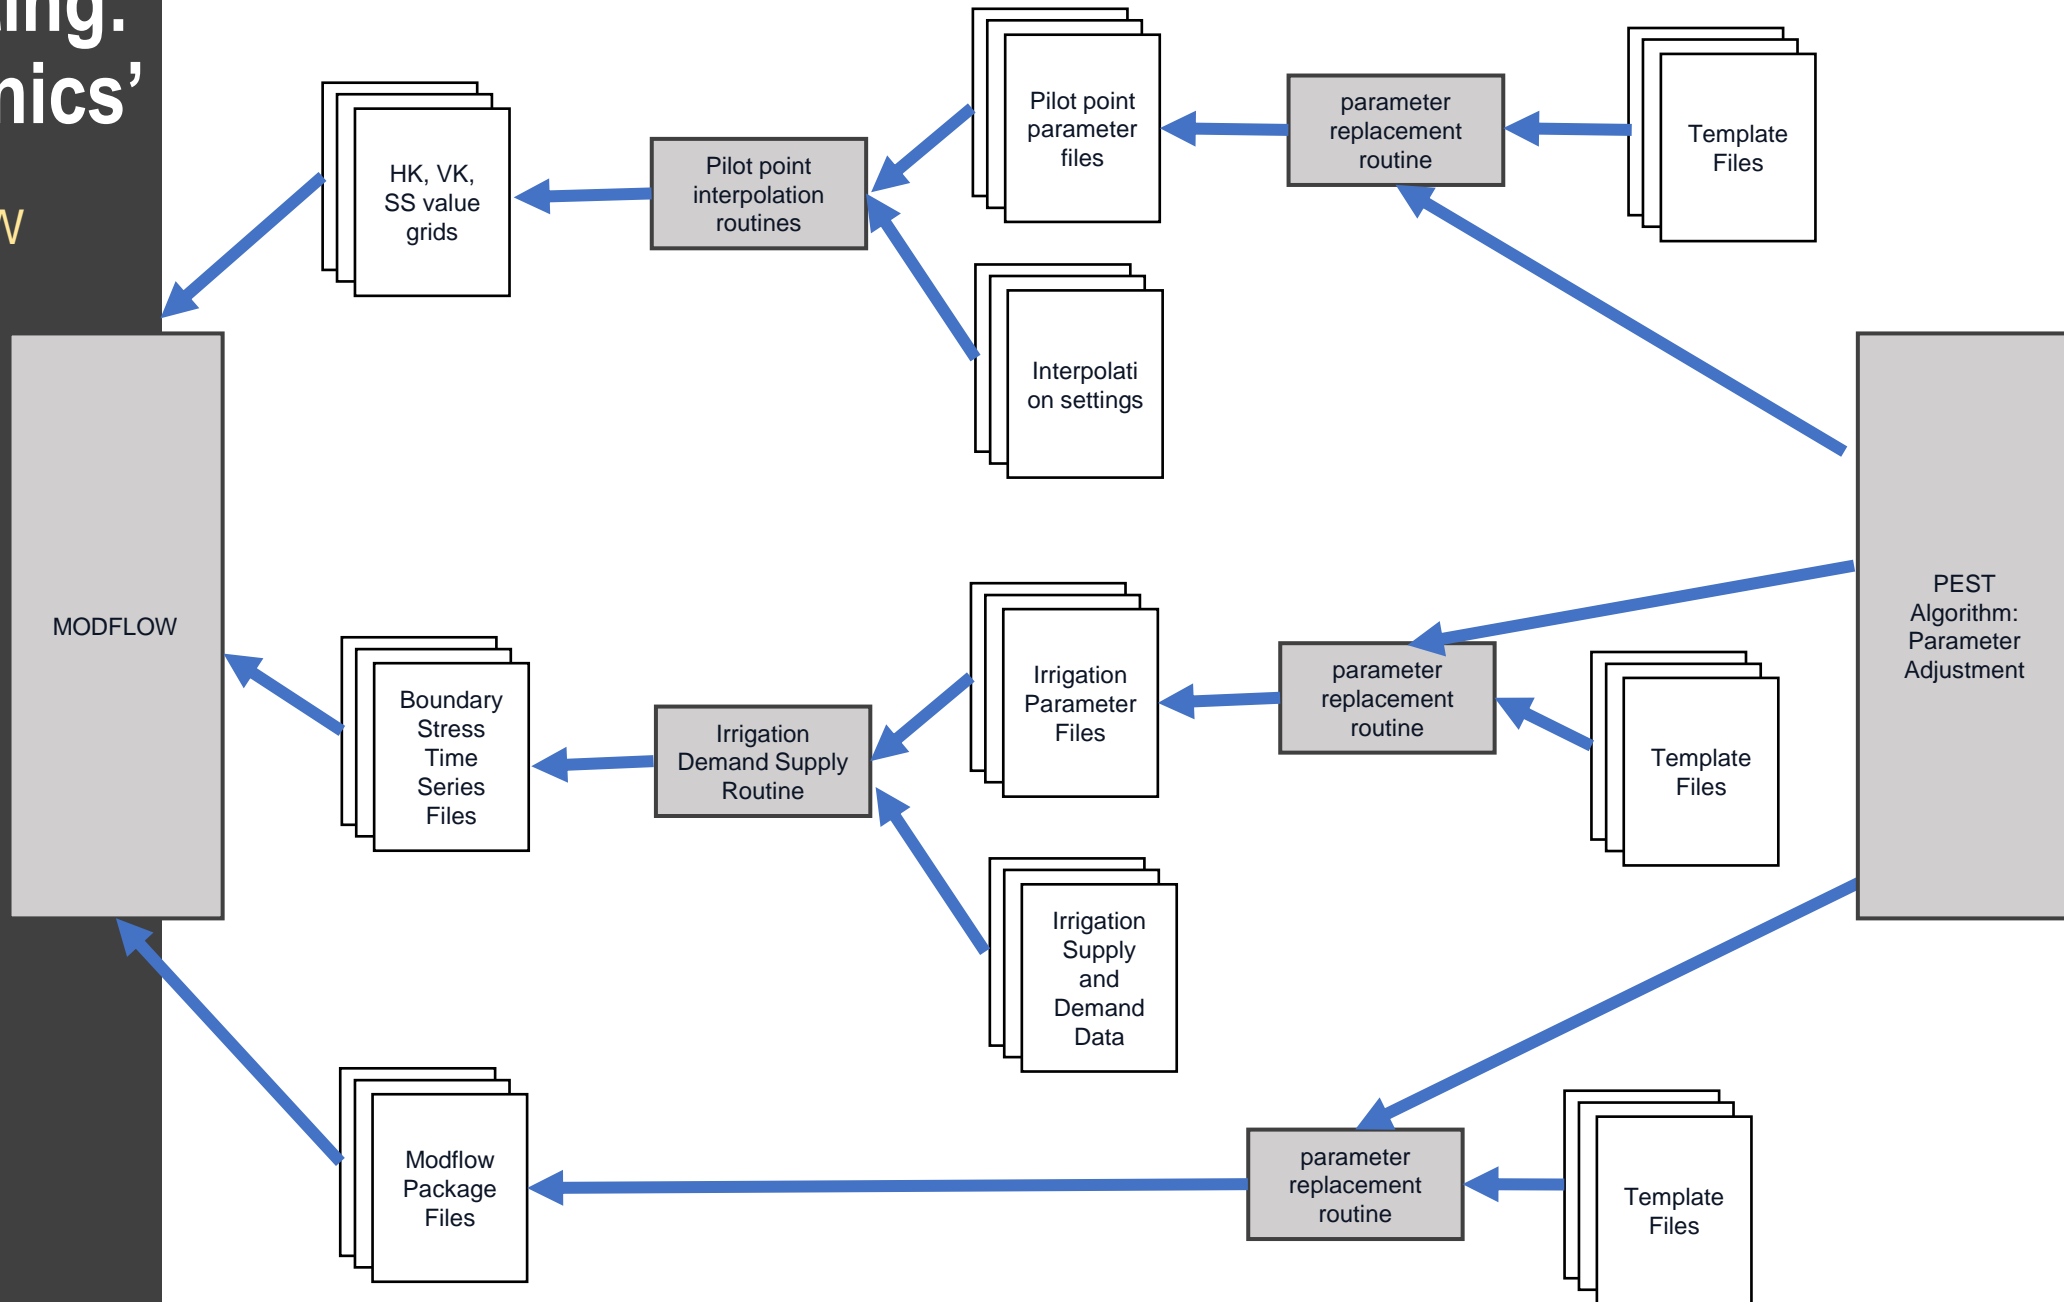 nics’
HK, VK,
SS value
grids
Pilot point
interpolation
routines
Pilot point
parameter
files
parameter
replacement
routine
Template
Files
Interpolati
on settings
MODFLOW
Boundary
Stress
Time
Series
Files
Irrigation
Demand Supply
Routine
Irrigation
Parameter
Files
parameter
replacement
routine
Template
Files
PEST
Algorithm:
Parameter
Adjustment
Irrigation
Supply
and
Demand
Data
Modflow
Package
Files
parameter
replacement
routine
Template
Files